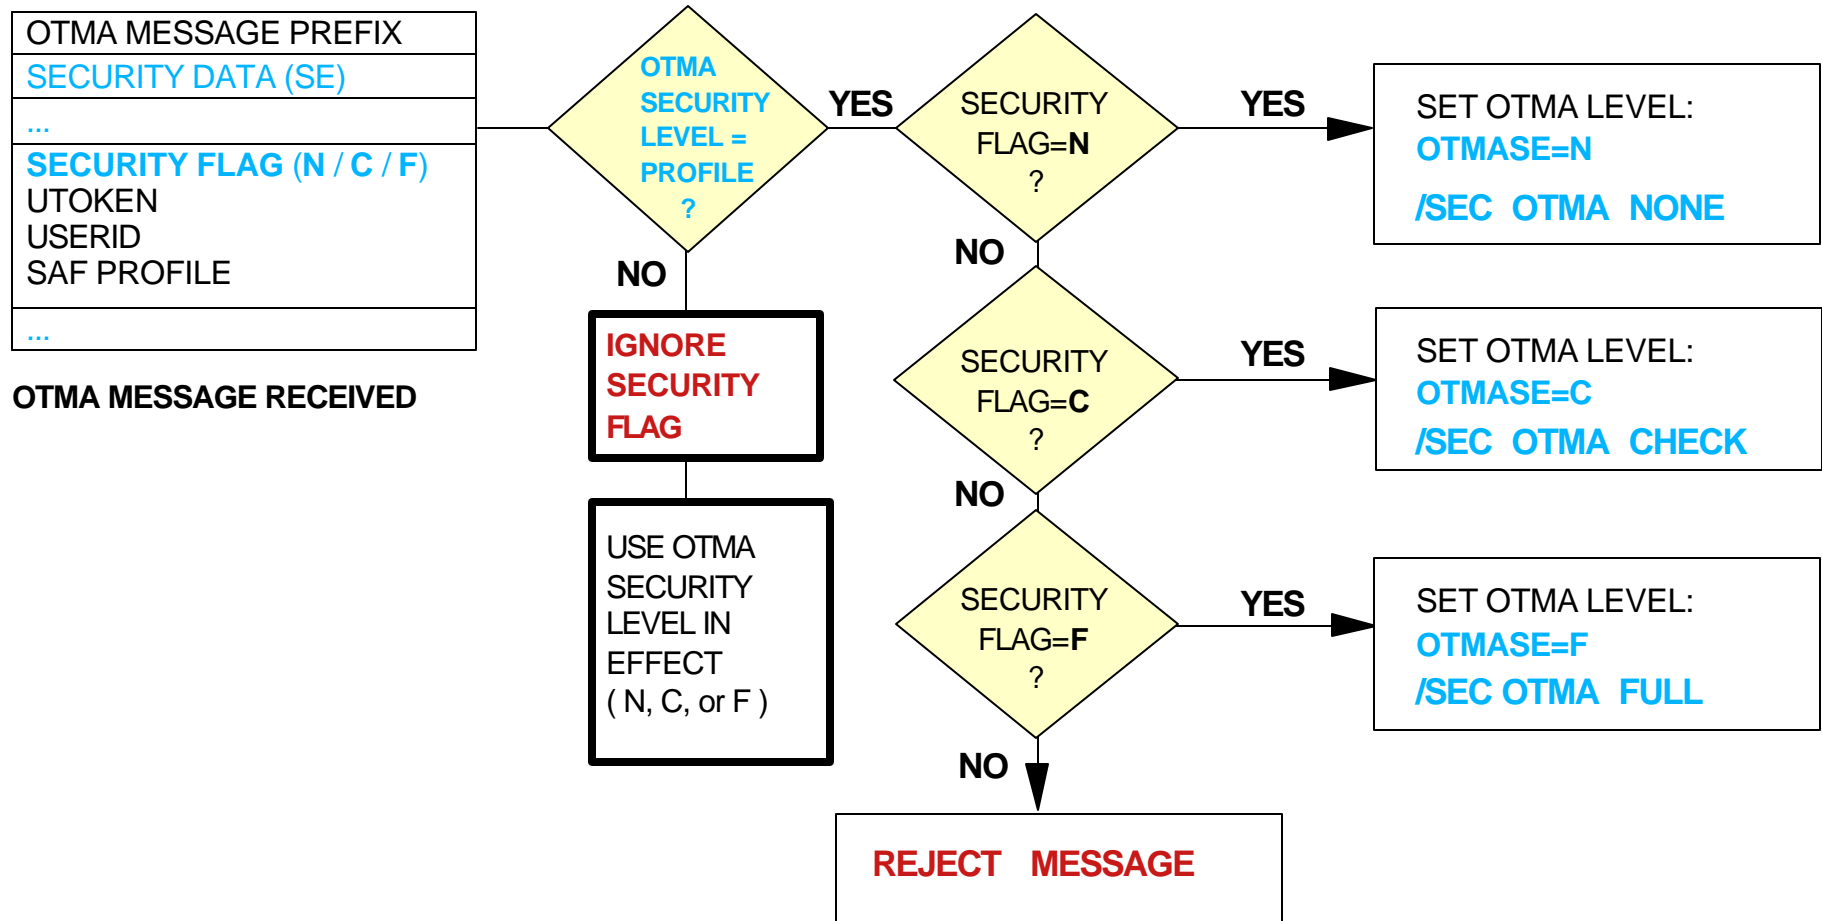 OTMA MESSAGE PREFIX
SECURITY DATA (SE)
...
SECURITY FLAG (N / C / F)
UTOKEN
USERID
SAF PROFILE
...
OTMA MESSAGE RECEIVED
OTMA
SECURITY
LEVEL =
PROFILE
?
YES
NO
IGNORE
SECURITY
FLAG
USE OTMA
SECURITY
LEVEL IN
EFFECT
( N, C, or F )
SECURITY
FLAG=N
?
YES
NO
SET OTMA LEVEL:
OTMASE=N
/SEC OTMA NONE
SECURITY
FLAG=C
?
YES
NO
SET OTMA LEVEL:
OTMASE=C
/SEC OTMA CHECK
SECURITY
FLAG=F
?
YES
NO
SET OTMA LEVEL:
OTMASE=F
/SEC OTMA FULL
REJECT MESSAGE